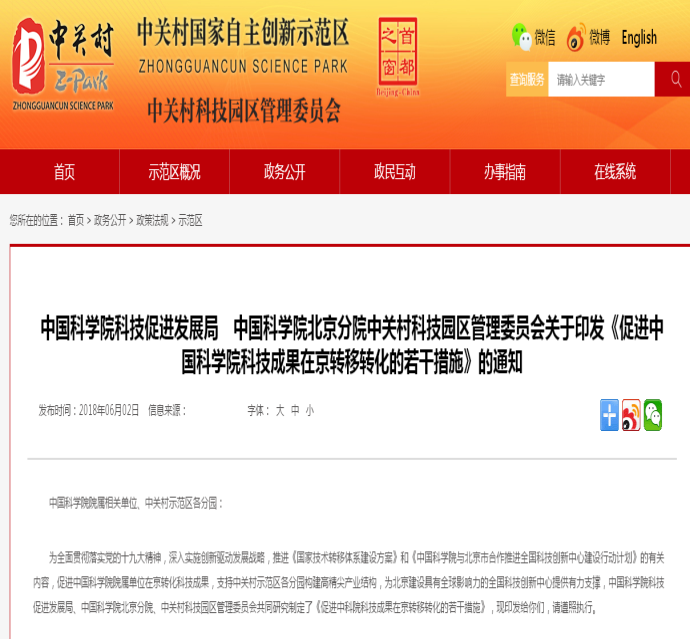 中关村
Z-Park
ZHONGGUANCUN SCIENCE PARK
中关村国家自主创新示范区
ZHONGGUANCUN SCIENCE PARK
中关村科技园区管理委员会
首都之窗
Beijing-China
微信 微博 English
查询服务 请输入关键字
首页 示范区概况 政务公开 政民互动 办事指南 在线系统
您所在的位置： 首页 > 政务公开 > 政策法规 > 示范区
中国科学院科技促进发展局　中国科学院北京分院中关村科技园区管理委员会关于印发《促进中
国科学院科技成果在京转移转化的若干措施》的通知
发布时间：2018年06月02日 信息来源： 字体： 大 中 小
中国科学院院属相关单位、中关村示范区各分园：
为全面贯彻落实党的十九大精神，深入实施创新驱动发展战略，推进《国家技术转移体系建设方案》和《中国科学院与北京市合作推进全国科技创新中心建设行动计划》的有关
内容，促进中国科学院院属单位在京转化科技成果，支持中关村示范区各分园构建高精尖产业结构，为北京建设具有全球影响力的全国科技创新中心提供有力支撑，中国科学院科技
促进发展局、中国科学院北京分院、中关村科技园区管理委员会共同研究制定了《促进中科院科技成果在京转移转化的若干措施》，现印发给你们，请遵照执行。